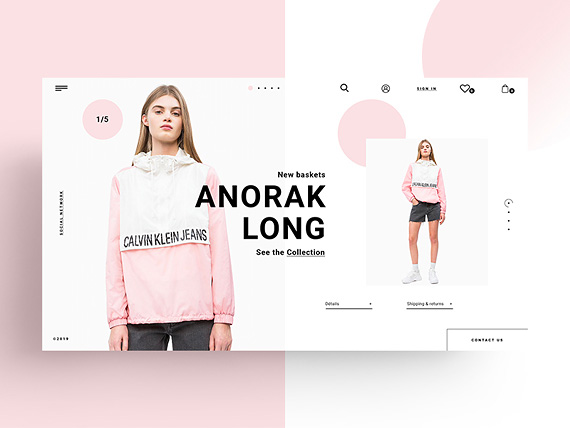 SIGN IN
0
0
1/5
New baskets
ANORAK
LONG
See the Collection
CALVIN KLEIN JEANS
SOCIAL NETWORK
Details +
Shipping & returns +
©2019
CONTACT US